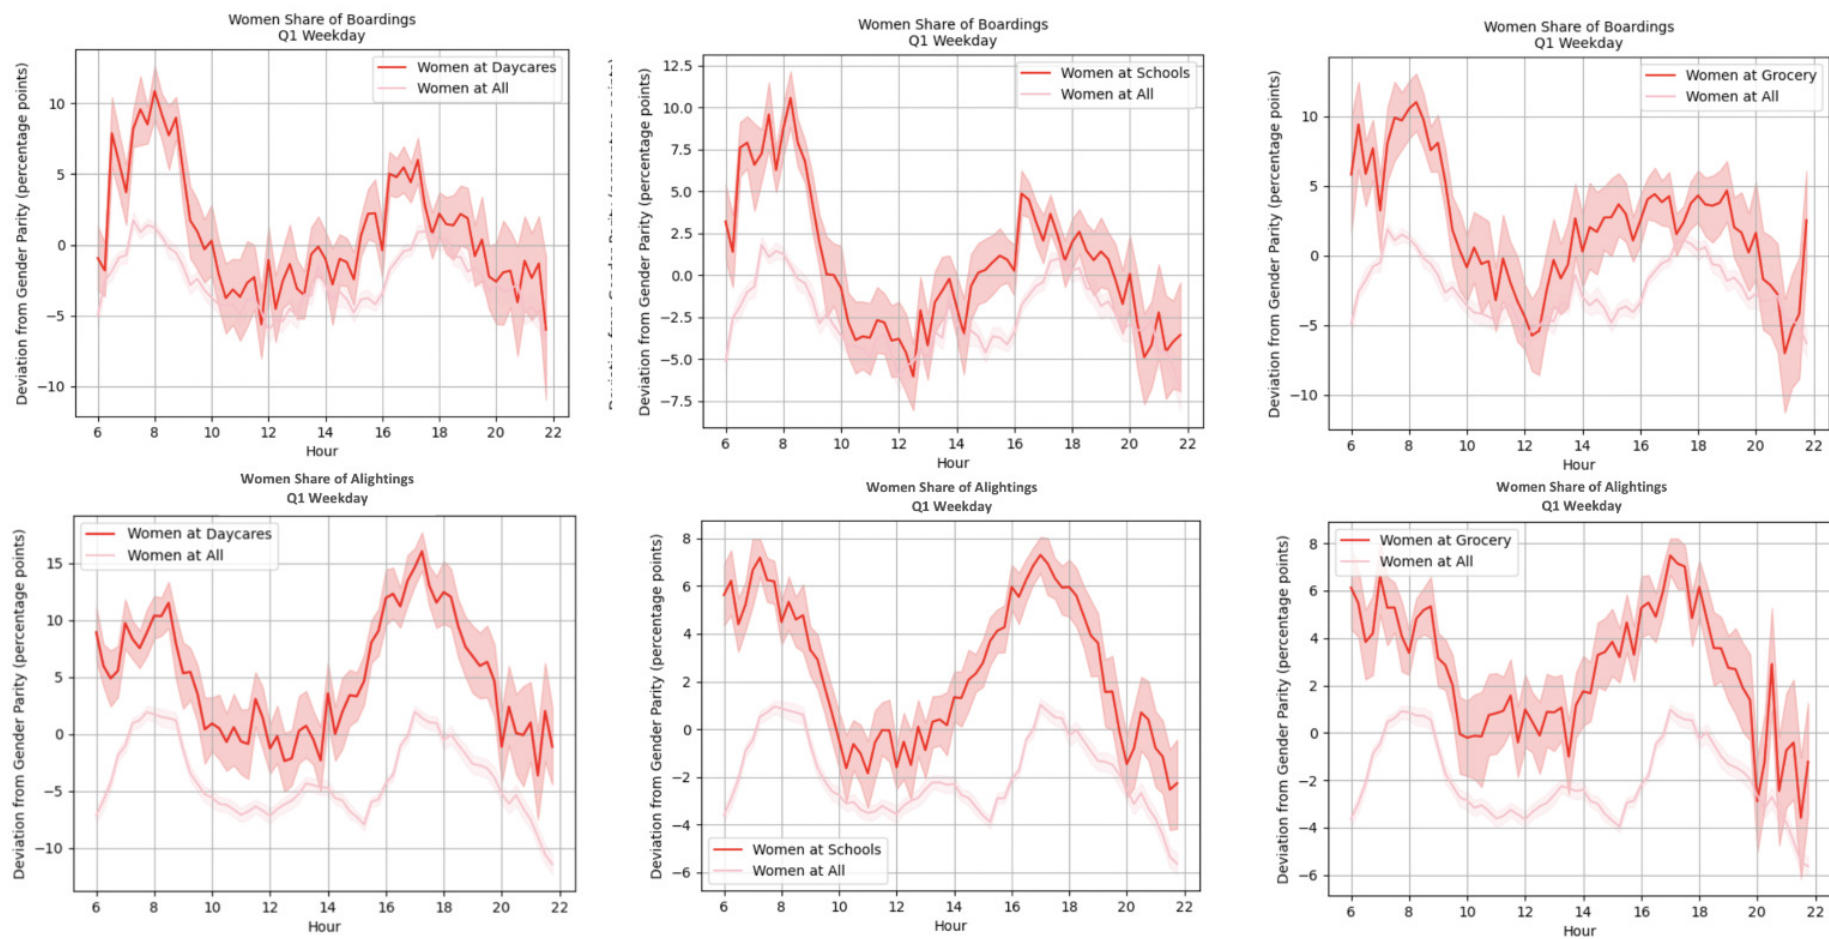 Women Share of Boardings
Q1 Weekday
Deviation from Gender Parity (percentage points)
Women at Daycares
Women at All
10
5
0
−5
−10
6 8 10 12 14 16 18 20 22
Hour
Women Share of Boardings
Q1 Weekday
Deviation from Gender Parity (percentage points)
Women at Schools
Women at All
12.5
10.0
7.5
5.0
2.5
0.0
−2.5
−5.0
−7.5
6 8 10 12 14 16 18 20 22
Hour
Women Share of Boardings
Q1 Weekday
Deviation from Gender Parity (percentage points)
Women at Grocery
Women at All
10
5
0
−5
−10
6 8 10 12 14 16 18 20 22
Hour
Women Share of Alightings
Q1 Weekday
Deviation from Gender Parity (percentage points)
Women at Daycares
Women at All
15
10
5
0
−5
−10
6 8 10 12 14 16 18 20 22
Hour
Women Share of Alightings
Q1 Weekday
Deviation from Gender Parity (percentage points)
8
6
4
2
0
−2
−4
−6
Women at Schools
Women at All
6 8 10 12 14 16 18 20 22
Hour
Women Share of Alightings
Q1 Weekday
Deviation from Gender Parity (percentage points)
Women at Grocery
Women at All
8
6
4
2
0
−2
−4
−6
6 8 10 12 14 16 18 20 22
Hour